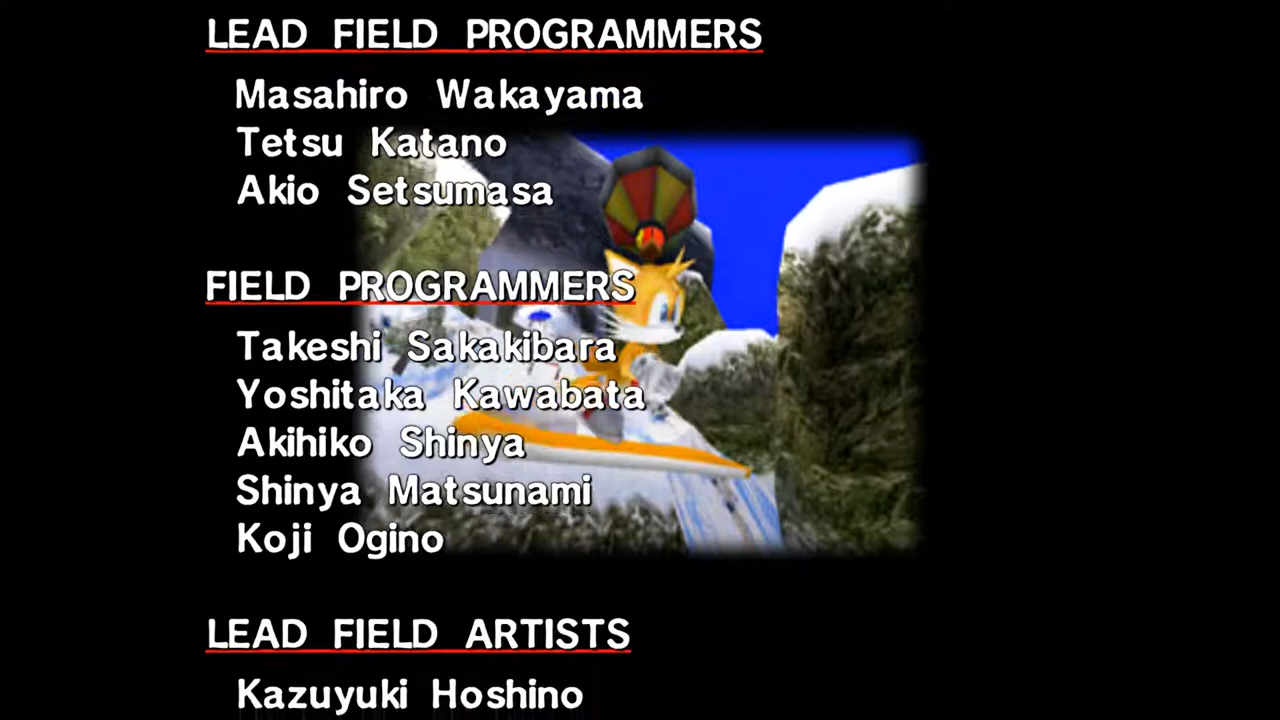 LEAD FIELD PROGRAMMERS
Masahiro Wakayama
Tetsu Katano
Akio Setsumasa
FIELD PROGRAMMERS
Takeshi Sakakibara
Yoshitaka Kawabata
Akihiko Shinya
Shinya Matsunami
Koji Ogino
LEAD FIELD ARTISTS
Kazuyuki Hoshino